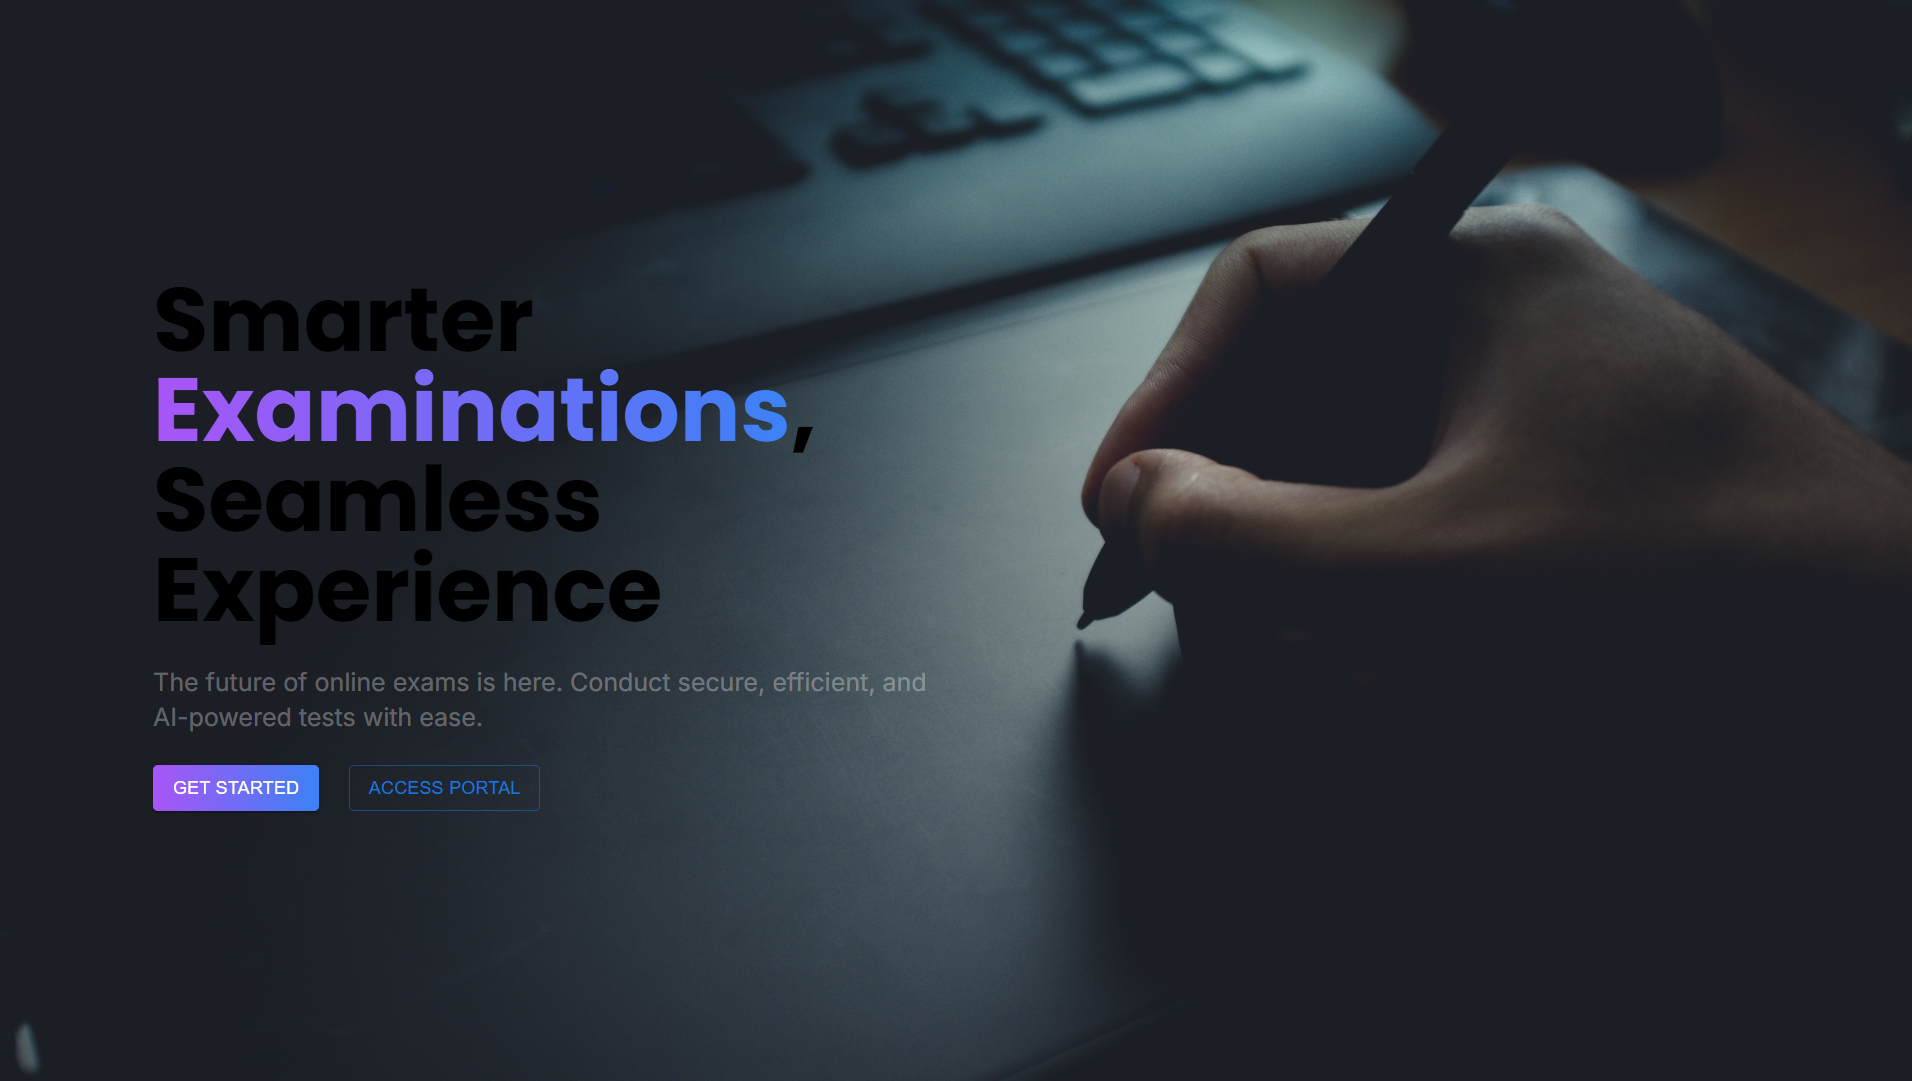 Smarter
Examinations,
Seamless
Experience
The future of online exams is here. Conduct secure, efficient, and
AI-powered tests with ease.
GET STARTED
ACCESS PORTAL